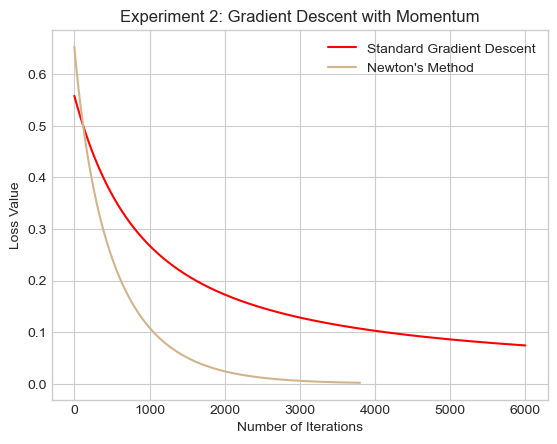 Experiment 2: Gradient Descent with Momentum
Standard Gradient Descent
Newton's Method
Loss Value
0.6
0.5
0.4
0.3
0.2
0.1
0.0
0 1000 2000 3000 4000 5000 6000
Number of Iterations